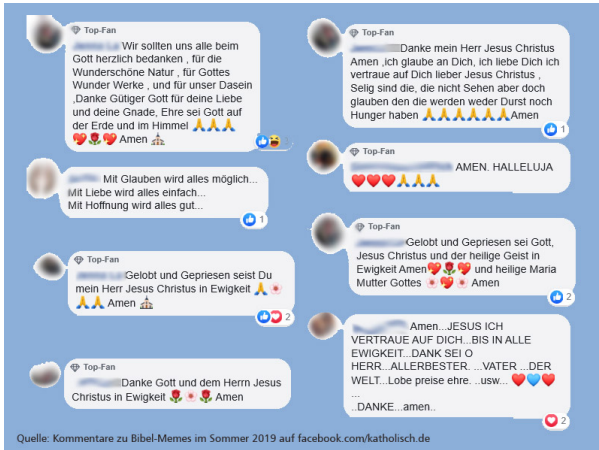 Top-Fan
Wir sollten uns alle beim
Gott herzlich bedanken , für die
Wunderschöne Natur , für Gottes
Wunder Werke , und für unser Dasein
,Danke Gütiger Gott für deine Liebe
und deine Gnade, Ehre sei Gott auf
der Erde und im Himmel 🙏🙏🙏
💖🌹💖 Amen ⛪
Mit Glauben wird alles möglich...
Mit Liebe wird alles einfach...
Mit Hoffnung wird alles gut...
1
Top-Fan
Gelobt und Gepriesen seist Du
mein Herr Jesus Christus in Ewigkeit 🙏💮
🙏🙏 Amen ⛪
2
Top-Fan
Danke Gott und dem Herrn Jesus
Christus in Ewigkeit 🌹💮🌹 Amen
Top-Fan
Danke mein Herr Jesus Christus
Amen ,ich glaube an Dich, ich liebe Dich ich
vertraue auf Dich lieber Jesus Christus ,
Selig sind die, die nicht Sehen aber doch
glauben den die werden weder Durst noch
Hunger haben 🙏🙏🙏🙏🙏🙏Amen
1
Top-Fan
AMEN. HALLELUJA
❤️❤️❤️🙏🙏🙏
Top-Fan
Gelobt und Gepriesen sei Gott,
Jesus Christus und der heilige Geist in
Ewigkeit Amen💖🌹💖 und heilige Maria
Mutter Gottes 💮💖💮 Amen
2
Amen...JESUS ICH
VERTRAUE AUF DICH...BIS IN ALLE
EWIGKEIT...DANK SEI O
HERR...ALLERBESTER. ...VATER ...DER
WELT...Lobe preise ehre. ..usw... ❤️💙❤️
...
..DANKE...amen..
2
Quelle: Kommentare zu Bibel-Memes im Sommer 2019 auf facebook.com/katholisch.de